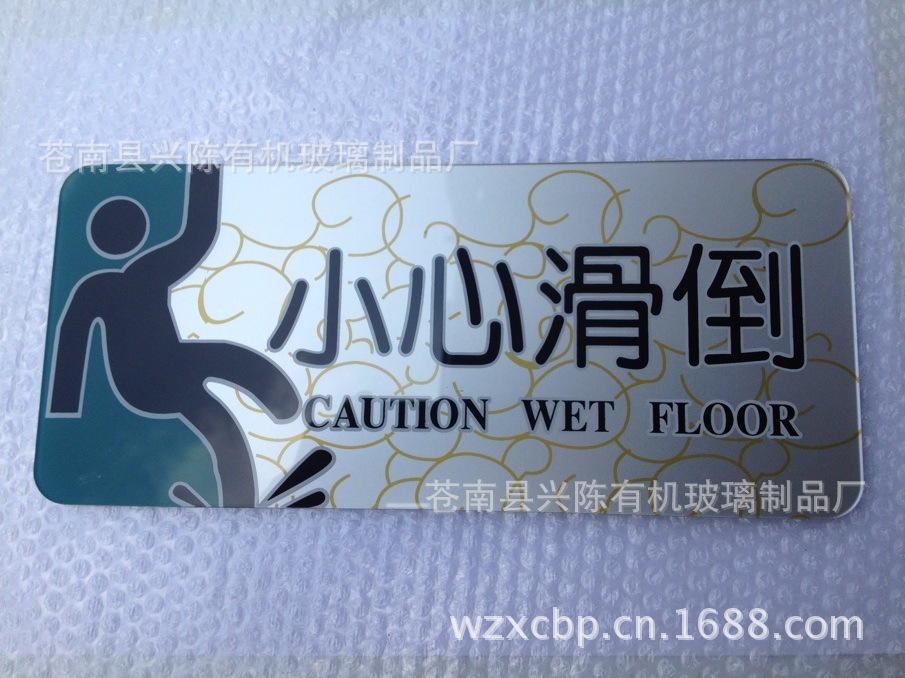 苍南县兴陈有机玻璃制品厂
小心滑倒
CAUTION WET FLOOR
苍南县兴陈有机玻璃制品厂
wzxcbp.cn.1688.com